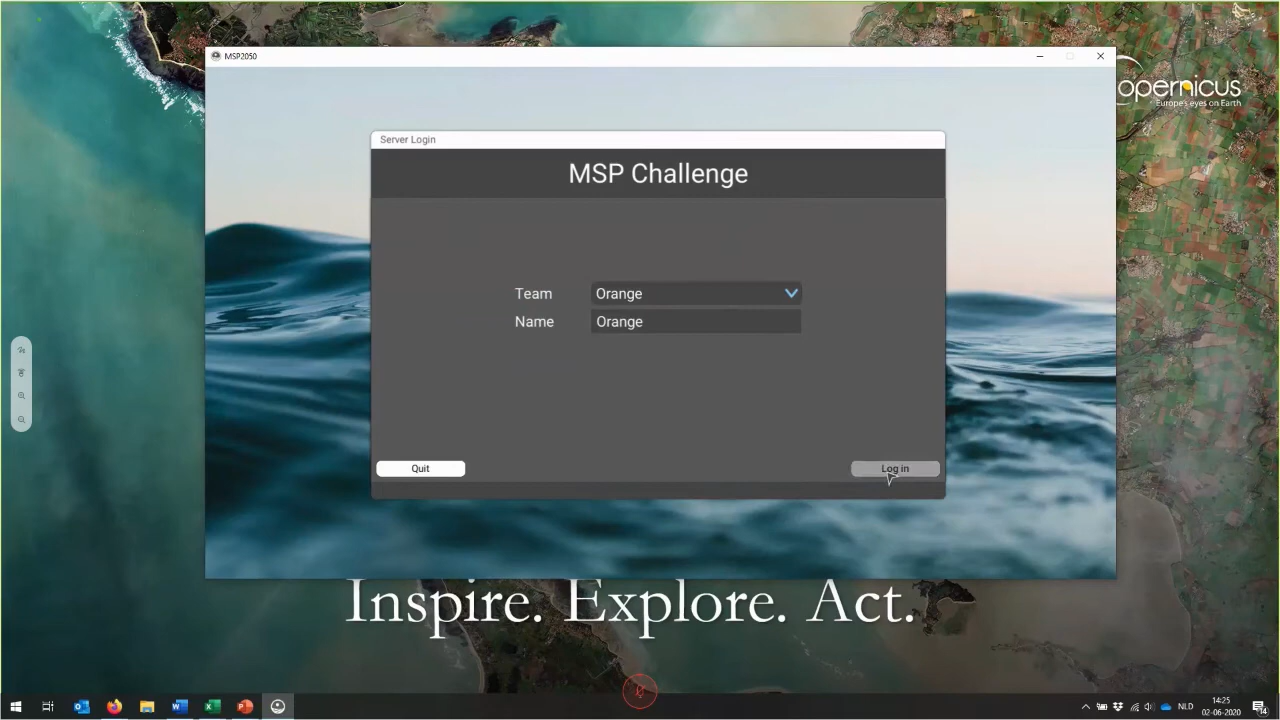 MSP2050
opernicus
Europe's eyes on Earth
Server Login
MSP Challenge
Team
Orange
Name
Orange
Quit
Log in
Inspire. Explore. Act.
NLD
14:25
02-06-2020
14